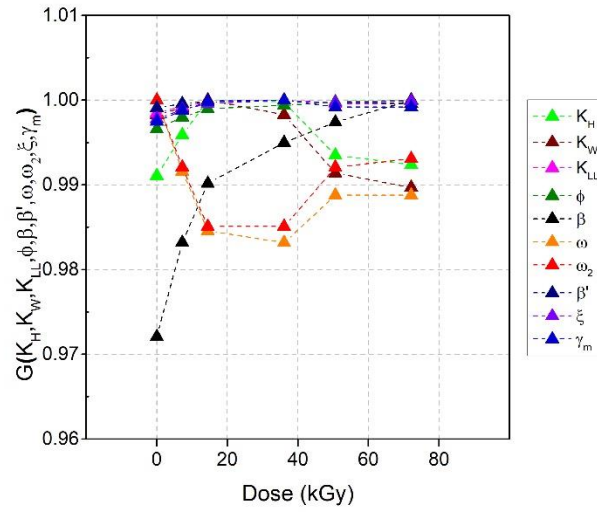 1.01
1.00
0.99
0.98
0.97
0.96
G(K_H,K_W,K_LL,ϕ,β,β',ω,ω_2,ξ,γ_m)
0 20 40 60 80
Dose (kGy)
K_H
K_W
K_LL
ϕ
β
ω
ω_2
β'
ξ
γ_m